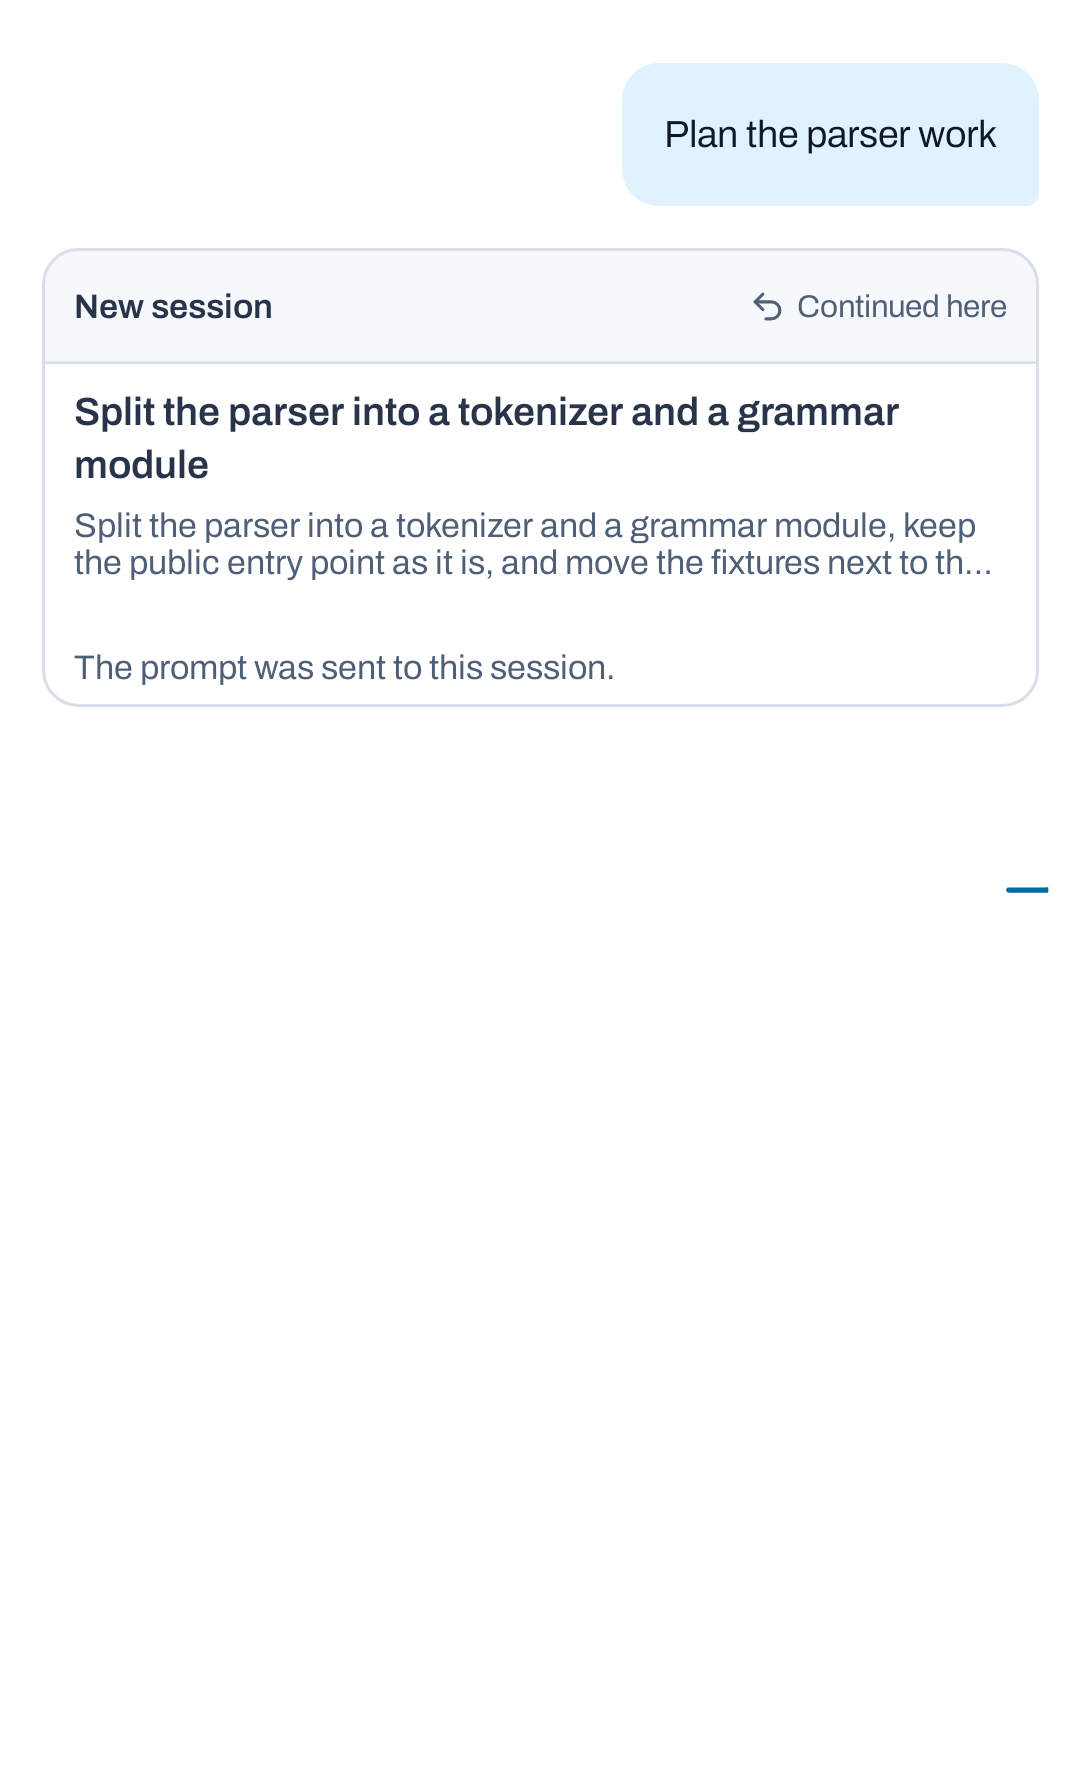 Plan the parser work
New session
Continued here
Split the parser into a tokenizer and a grammar
module
Split the parser into a tokenizer and a grammar module, keep
the public entry point as it is, and move the fixtures next to th...
The prompt was sent to this session.